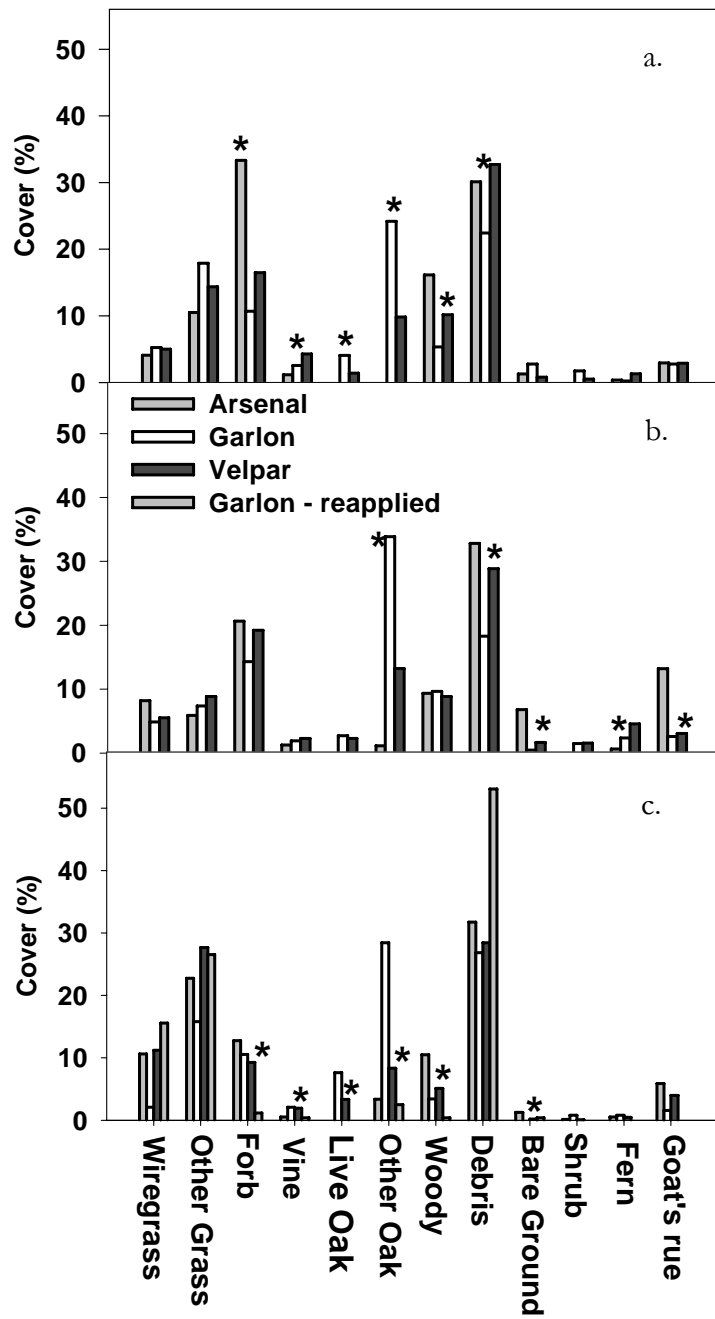 a.
50
40
30
20
10
0
Cover (%)
*
*
*
*
*
*
Arsenal
Garlon
Velpar
Garlon - reapplied
b.
50
40
30
20
10
0
Cover (%)
*
*
*
*
*
c.
50
40
30
20
10
0
Cover (%)
*
*
*
*
*
*
Wiregrass
Other Grass
Forb
Vine
Live Oak
Other Oak
Woody
Debris
Bare Ground
Shrub
Fern
Goat's rue